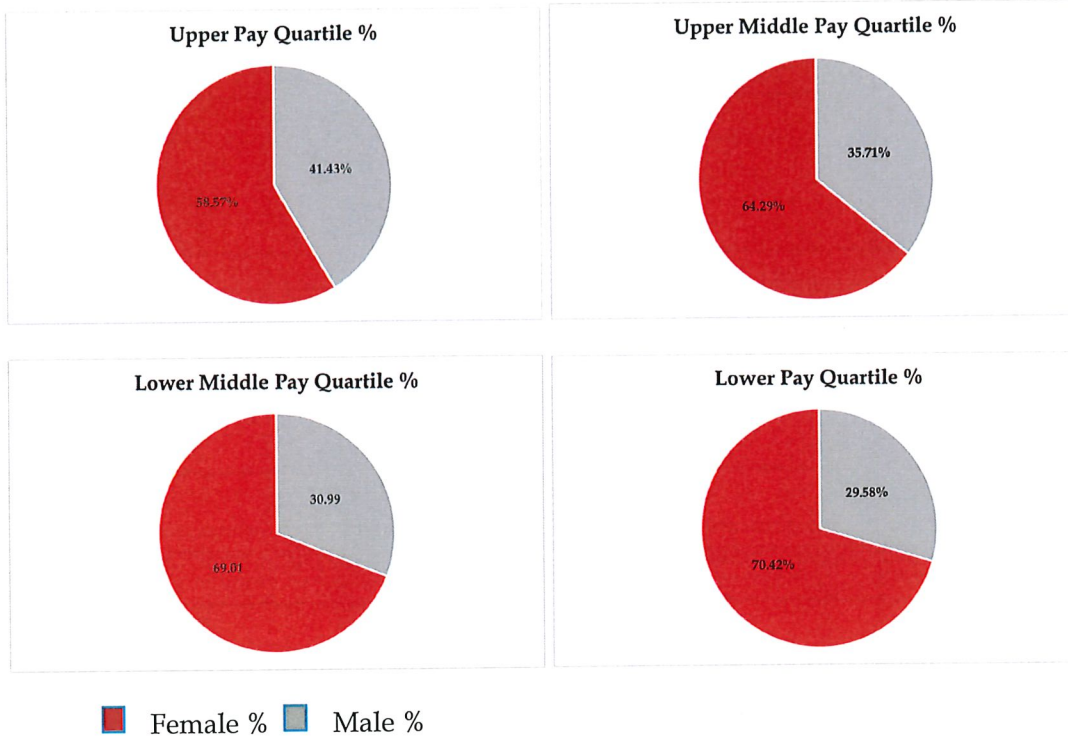 Upper Pay Quartile %
41.43%
58.57%
Upper Middle Pay Quartile %
35.71%
64.29%
Lower Middle Pay Quartile %
30.99
69.01
Lower Pay Quartile %
29.58%
70.42%
Female % Male %